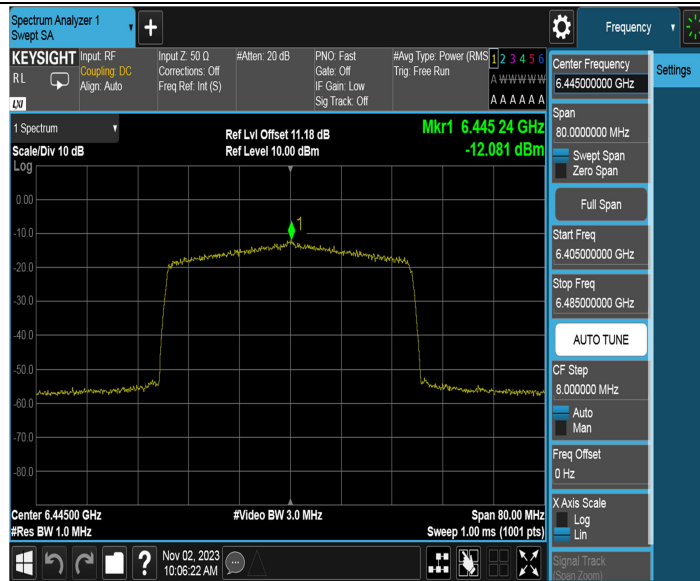 Spectrum Analyzer 1
Swept SA
+
Frequency
KEYSIGHT
RL
LXI
Input: RF
Coupling: DC
Align: Auto
Input Z: 50 Ω
Corrections: Off
Freq Ref: Int (S)
#Atten: 20 dB
PNO: Fast
Gate: Off
IF Gain: Low
Sig Track: Off
#Avg Type: Power (RMS
Trig: Free Run
1 2 3 4 5 6
A W W W W W
A A A A A A
Center Frequency
6.445000000 GHz
Settings
Span
80.0000000 MHz
Swept Span
Zero Span
Full Span
Start Freq
6.405000000 GHz
Stop Freq
6.485000000 GHz
AUTO TUNE
CF Step
8.000000 MHz
Auto
Man
Freq Offset
0 Hz
X Axis Scale
Log
Lin
Signal Track
(Span Zoom)
1 Spectrum
Scale/Div 10 dB
Log
Ref Lvl Offset 11.18 dB
Ref Level 10.00 dBm
Mkr1 6.445 24 GHz
-12.081 dBm
1
0.00
-10.0
-20.0
-30.0
-40.0
-50.0
-60.0
-70.0
-80.0
Center 6.44500 GHz
#Res BW 1.0 MHz
#Video BW 3.0 MHz
Span 80.00 MHz
Sweep 1.00 ms (1001 pts)
?
Nov 02, 2023
10:06:22 AM